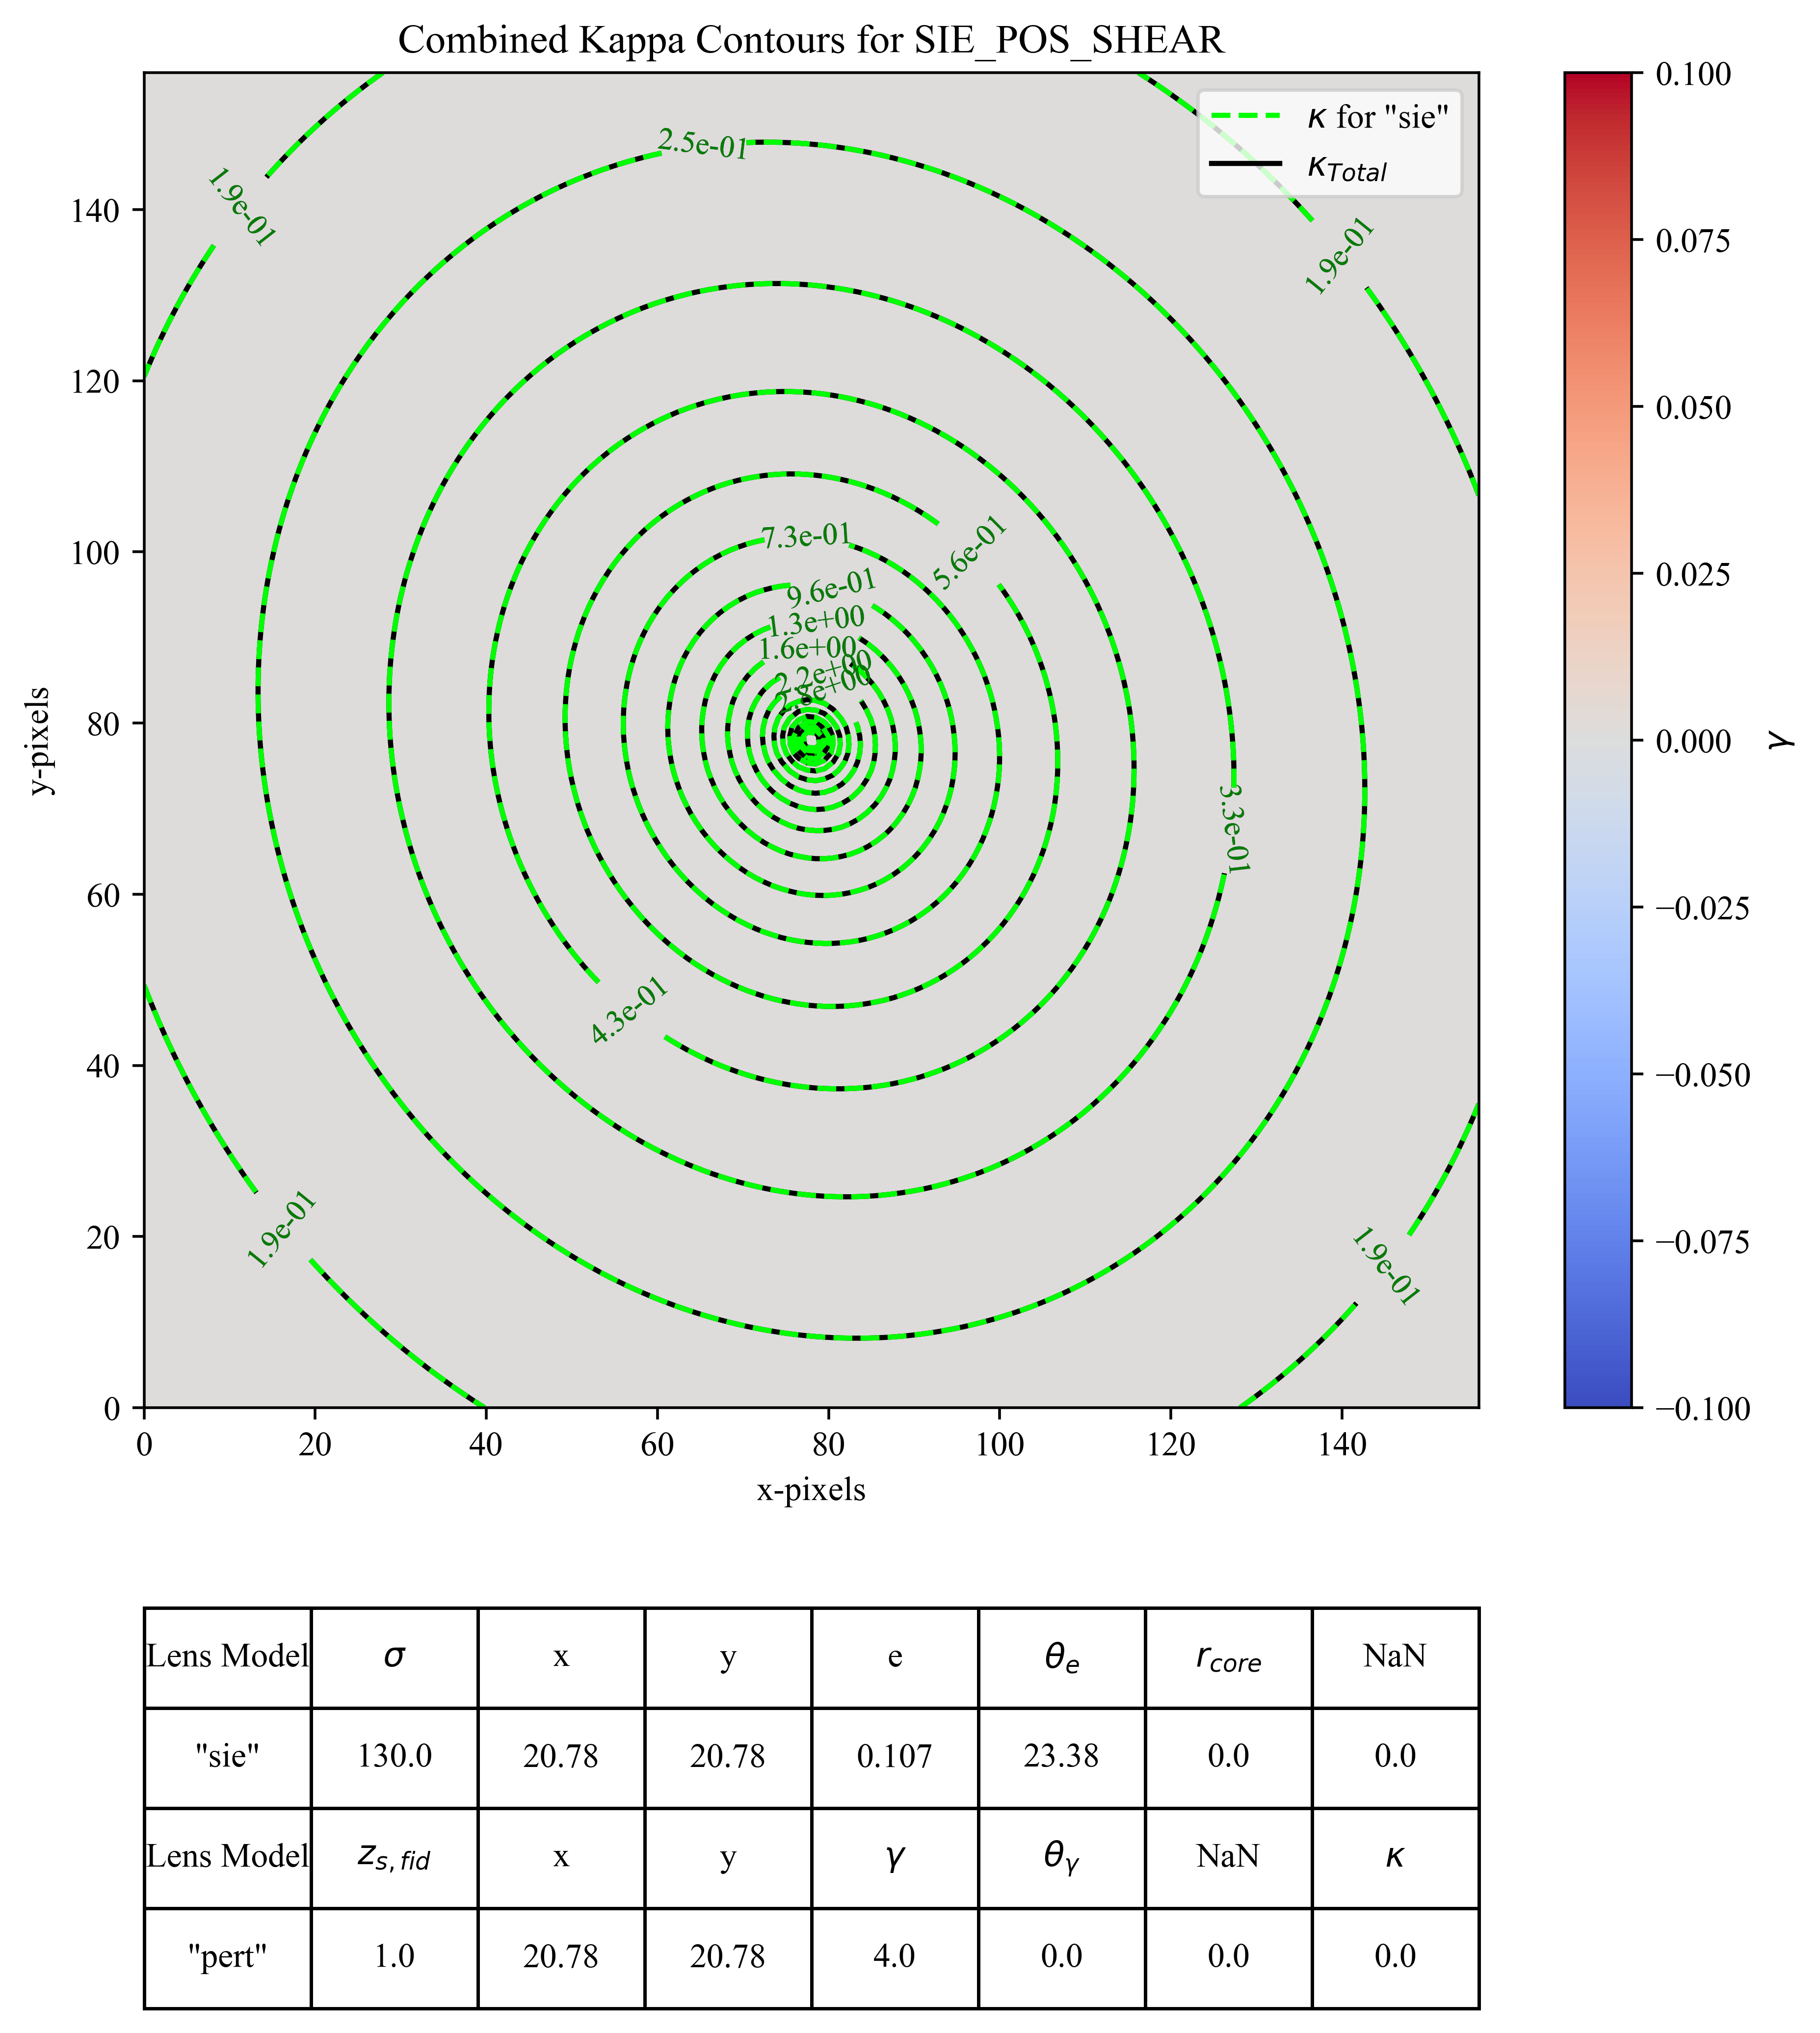 Combined Kappa Contours for SIE_POS_SHEAR
κ for "sie"
κ_Total
2.5e-01
1.9e-01
1.9e-01
7.3e-01
5.6e-01
9.6e-01
1.3e+00
1.6e+00
2.2e+00
2.8e+00
3.3e-01
4.3e-01
1.9e-01
1.9e-01
140
120
100
80
60
40
20
0
y-pixels
0 20 40 60 80 100 120 140
x-pixels
0.100
0.075
0.050
0.025
0.000
−0.025
−0.050
−0.075
−0.100
γ
Lens Model σ x y e θ_e r_core NaN
"sie" 130.0 20.78 20.78 0.107 23.38 0.0 0.0
Lens Model z_s,fid x y γ θ_γ NaN κ
"pert" 1.0 20.78 20.78 4.0 0.0 0.0 0.0